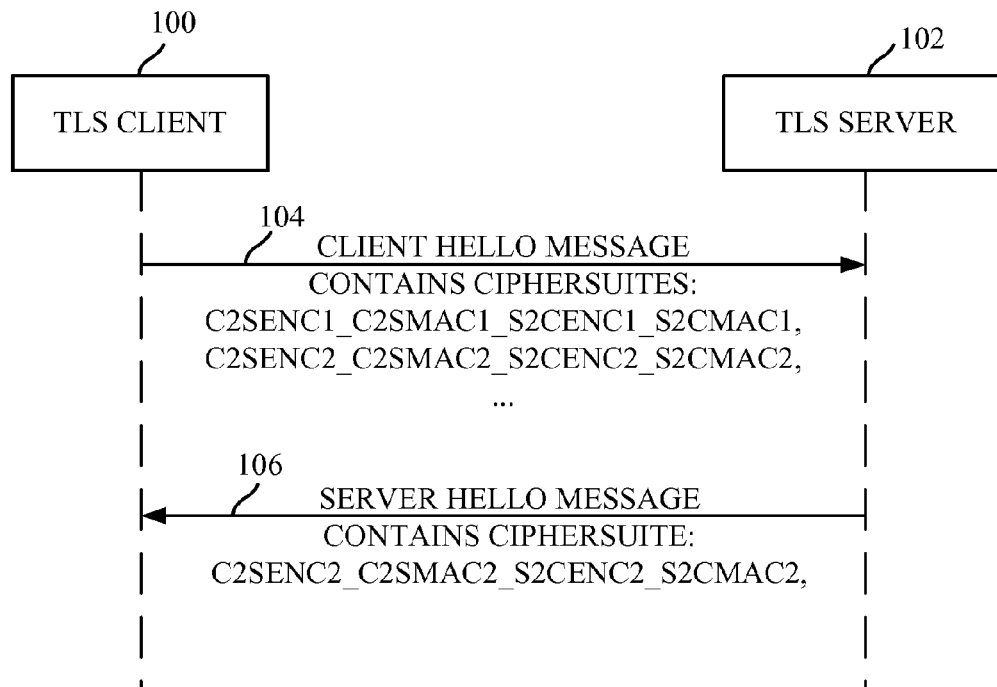 100
102
TLS CLIENT
TLS SERVER
104
CLIENT HELLO MESSAGE
CONTAINS CIPHERSUITES:
C2SENC1_C2SMAC1_S2CENC1_S2CMAC1,
C2SENC2_C2SMAC2_S2CENC2_S2CMAC2,
...
106
SERVER HELLO MESSAGE
CONTAINS CIPHERSUITE:
C2SENC2_C2SMAC2_S2CENC2_S2CMAC2,